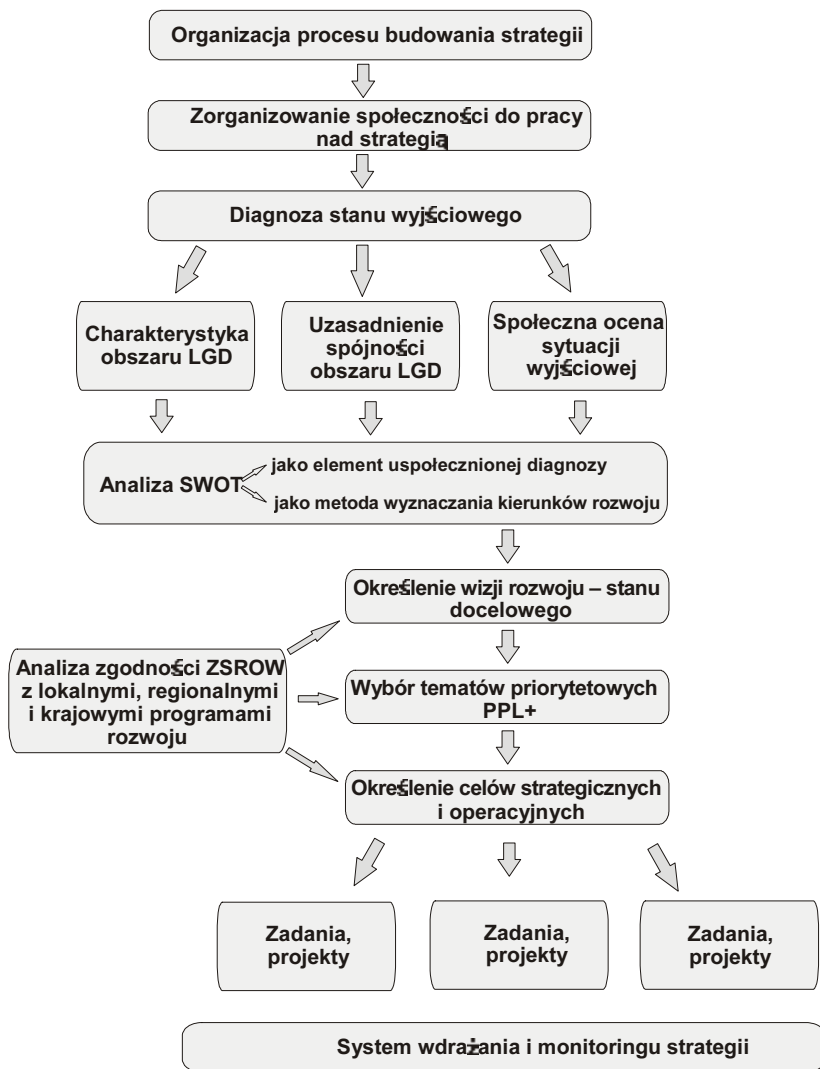 Organizacja procesu budowania strategii
Zorganizowanie społeczności do pracy
nad strategią
Diagnoza stanu wyjściowego
Charakterystyka
obszaru LGD
Uzasadnienie
spójności
obszaru LGD
Społeczna ocena
sytuacji
wyjściowej
Analiza SWOT
jako element uspołecznionej diagnozy
jako metoda wyznaczania kierunków rozwoju
Określenie wizji rozwoju – stanu
docelowego
Analiza zgodności ZSROW
z lokalnymi, regionalnymi
i krajowymi programami
rozwoju
Wybór tematów priorytetowych
PPL+
Określenie celów strategicznych
i operacyjnych
Zadania,
projekty
Zadania,
projekty
Zadania,
projekty
System wdrażania i monitoringu strategii